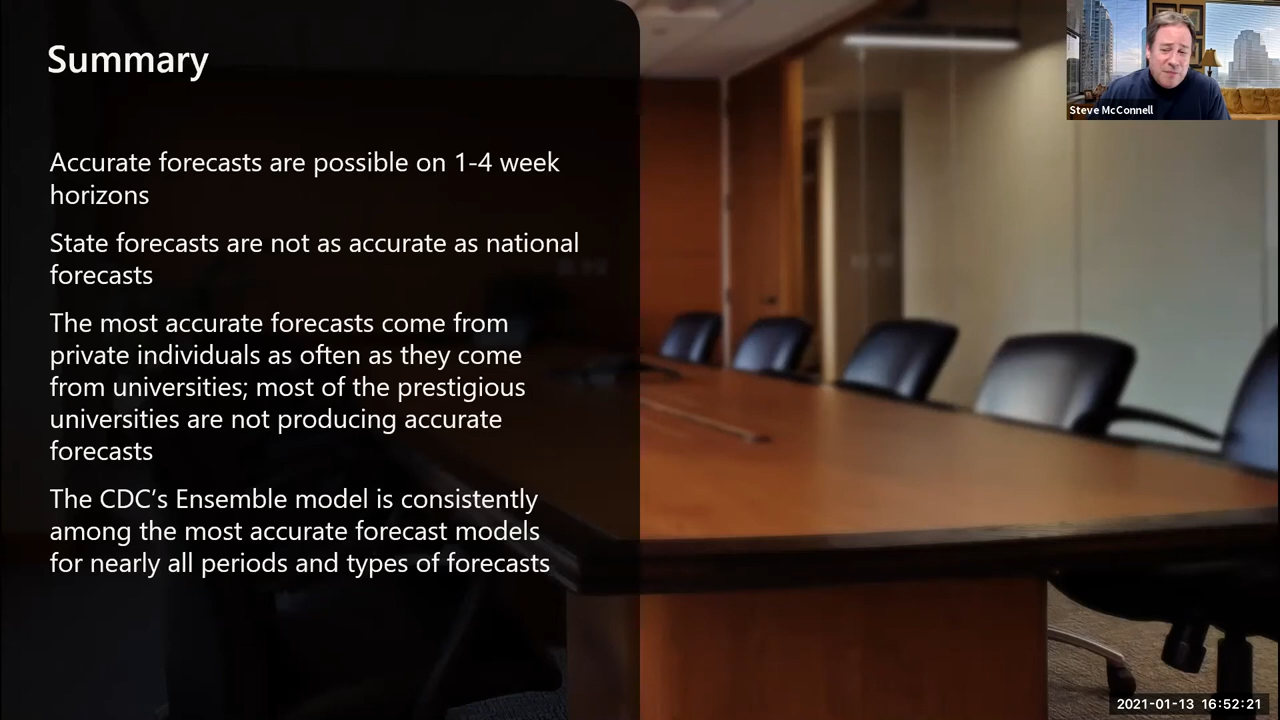 Summary
Accurate forecasts are possible on 1-4 week
horizons
State forecasts are not as accurate as national
forecasts
The most accurate forecasts come from
private individuals as often as they come
from universities; most of the prestigious
universities are not producing accurate
forecasts
The CDC’s Ensemble model is consistently
among the most accurate forecast models
for nearly all periods and types of forecasts
Steve McConnell
2021-01-13 16:52:21